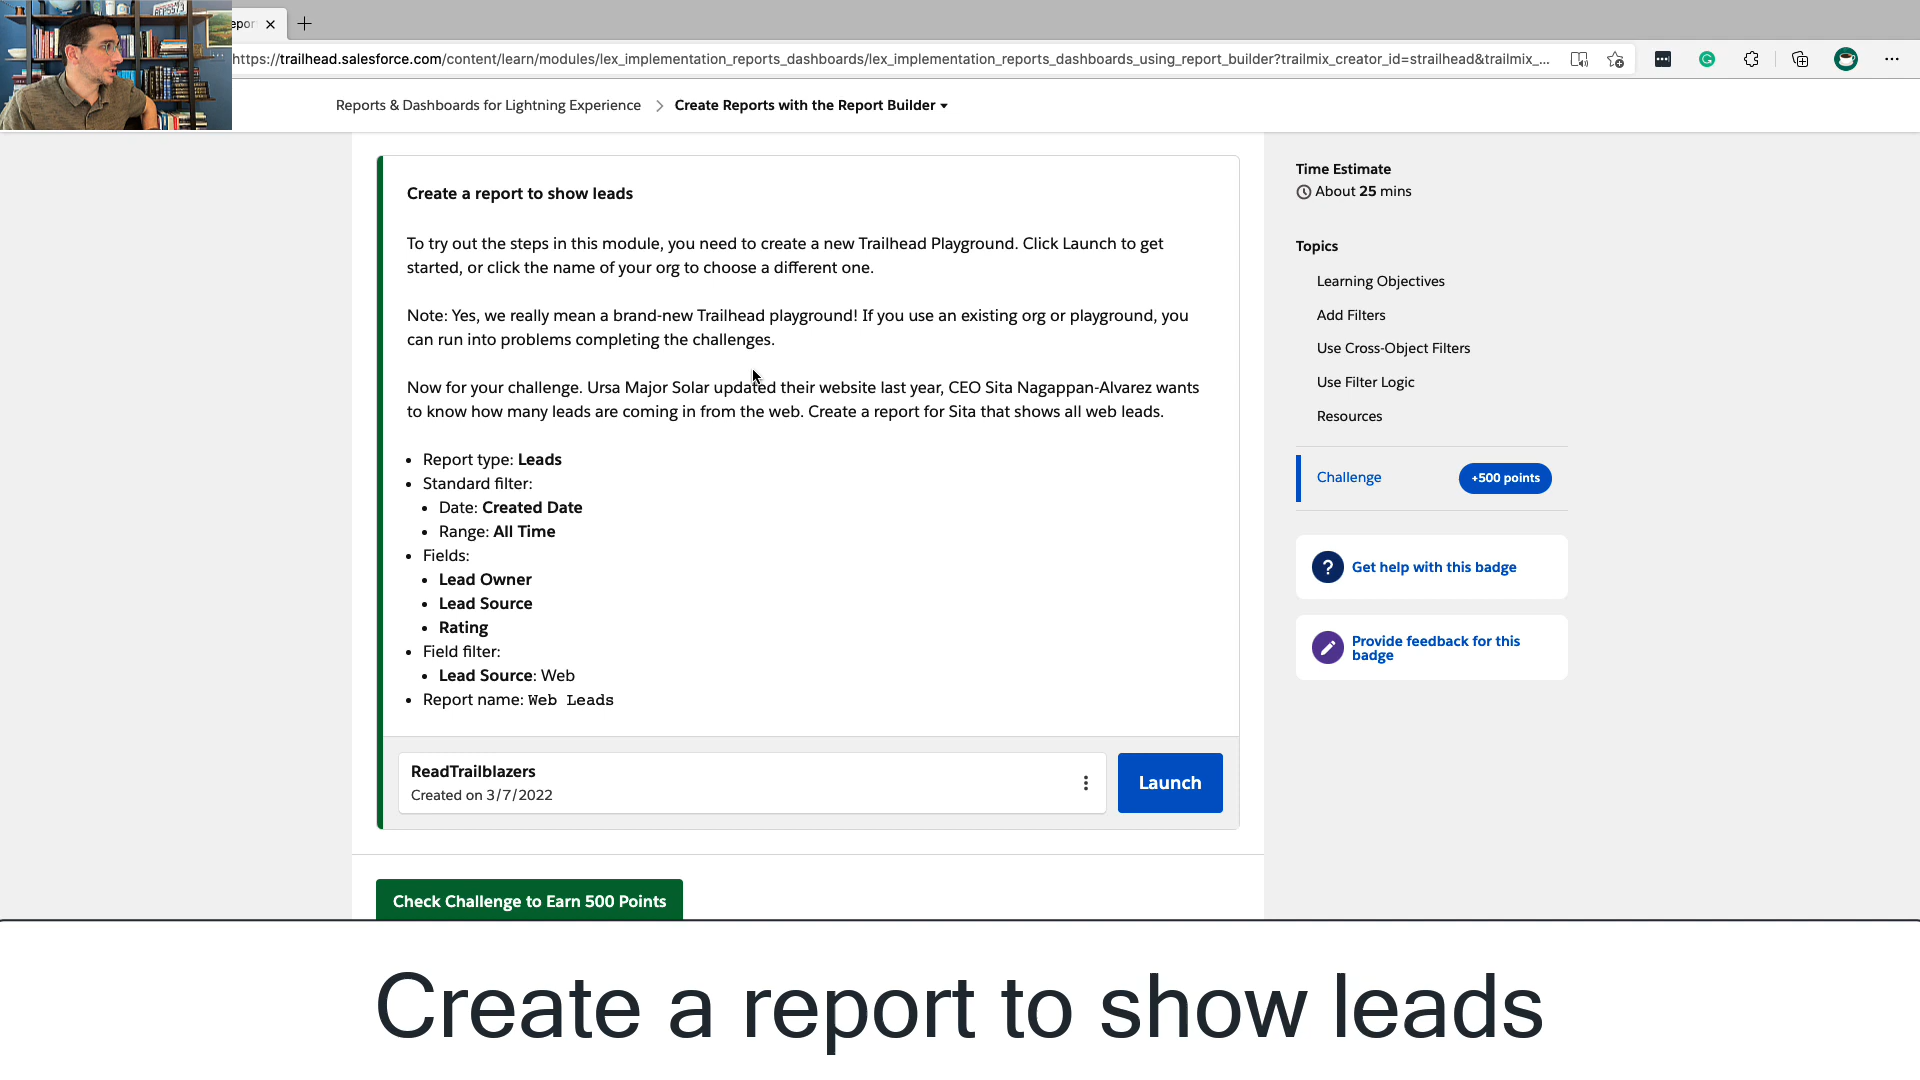 epor
https://trailhead.salesforce.com/content/learn/modules/lex_implementation_reports_dashboards/lex_implementation_reports_dashboards_using_report_builder?trailmix_creator_id=strailhead&trailmix_...
Reports & Dashboards for Lightning Experience > Create Reports with the Report Builder
Create a report to show leads
To try out the steps in this module, you need to create a new Trailhead Playground. Click Launch to get
started, or click the name of your org to choose a different one.
Note: Yes, we really mean a brand-new Trailhead playground! If you use an existing org or playground, you
can run into problems completing the challenges.
Now for your challenge. Ursa Major Solar updated their website last year, CEO Sita Nagappan-Alvarez wants
to know how many leads are coming in from the web. Create a report for Sita that shows all web leads.
• Report type: Leads
• Standard filter:
• Date: Created Date
• Range: All Time
• Fields:
• Lead Owner
• Lead Source
• Rating
• Field filter:
• Lead Source: Web
• Report name: Web Leads
ReadTrailblazers
Created on 3/7/2022
Launch
Check Challenge to Earn 500 Points
Time Estimate
About 25 mins
Topics
Learning Objectives
Add Filters
Use Cross-Object Filters
Use Filter Logic
Resources
Challenge +500 points
? Get help with this badge
Provide feedback for this
badge
Create a report to show leads